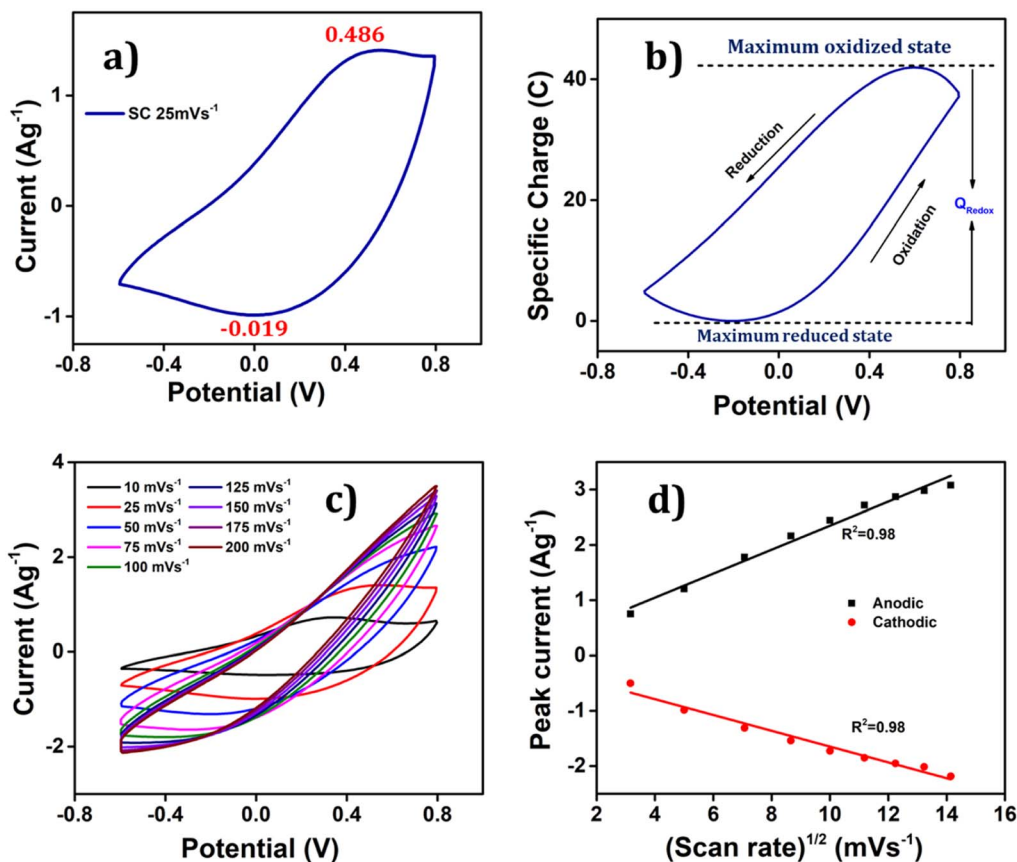 a)
0.486
SC 25mVs⁻¹
-0.019
Current (Ag⁻¹)
1
0
-1
-0.8 -0.4 0.0 0.4 0.8
Potential (V)
b)
Maximum oxidized state
Reduction
Oxidation
Q_Redox
Maximum reduced state
Specific Charge (C)
40
20
0
-0.8 -0.4 0.0 0.4 0.8
Potential (V)
c)
10 mVs⁻¹ 125 mVs⁻¹
25 mVs⁻¹ 150 mVs⁻¹
50 mVs⁻¹ 175 mVs⁻¹
75 mVs⁻¹ 200 mVs⁻¹
100 mVs⁻¹
Current (Ag⁻¹)
4
2
0
-2
-0.8 -0.4 0.0 0.4 0.8
Potential (V)
d)
R²=0.98
Anodic
Cathodic
R²=0.98
Peak current (Ag⁻¹)
3
2
1
0
-1
-2
2 4 6 8 10 12 14 16
(Scan rate)¹/² (mVs⁻¹)